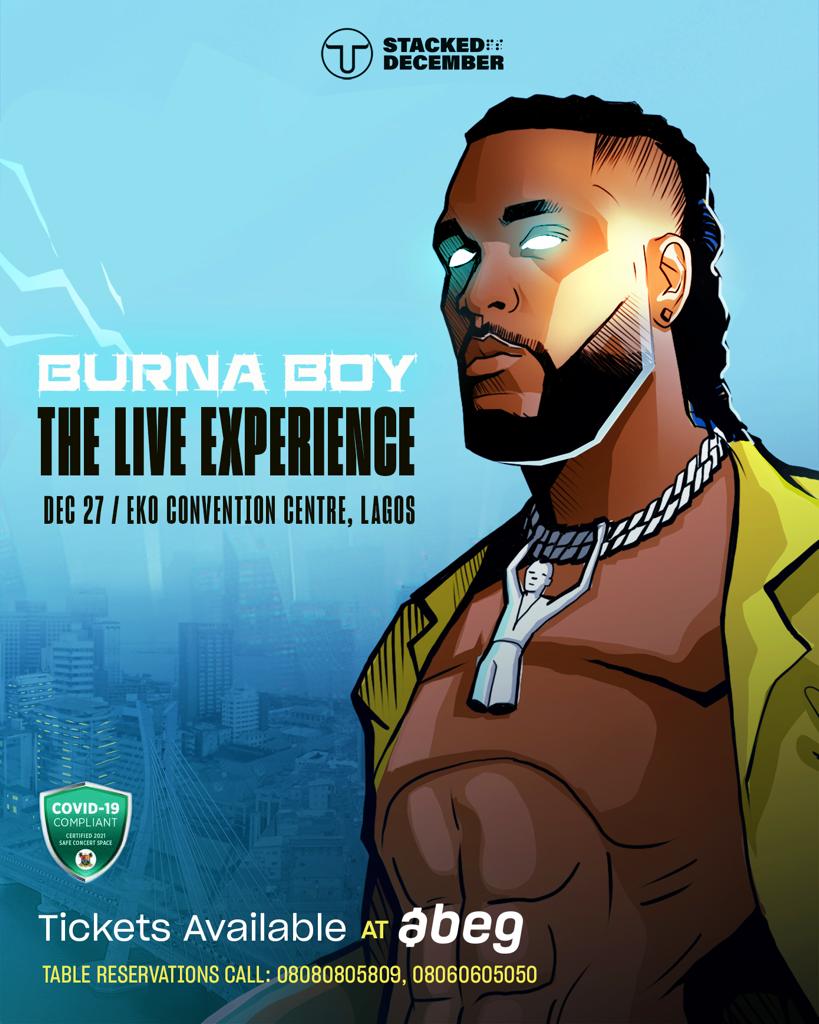 STACKED
DECEMBER
BURNA BOY
THE LIVE EXPERIENCE
DEC 27 / EKO CONVENTION CENTRE, LAGOS
COVID-19
COMPLIANT
CERTIFIED 2021
SAFE CONCERT SPACE
Tickets Available AT abeg
TABLE RESERVATIONS CALL: 08080805809, 08060605050